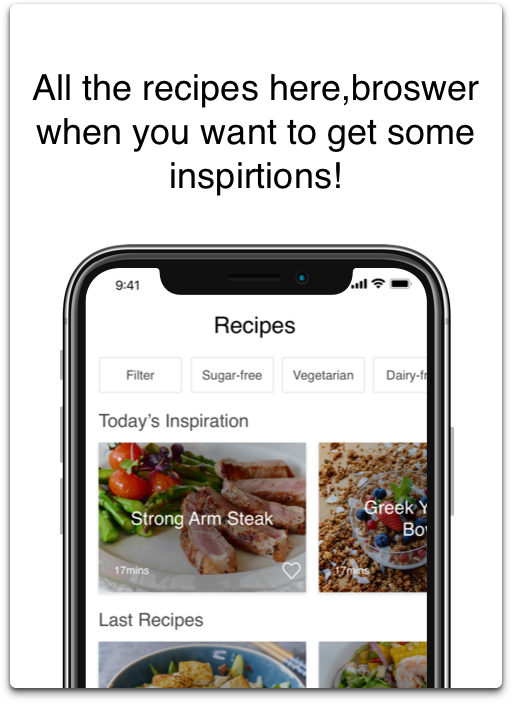 All the recipes here,broswer
when you want to get some
inspirtions!
9:41
Recipes
Filter
Sugar-free
Vegetarian
Dairy-fr
Today's Inspiration
Strong Arm Steak
17mins
Greek Y
Bow
17mins
Last Recipes